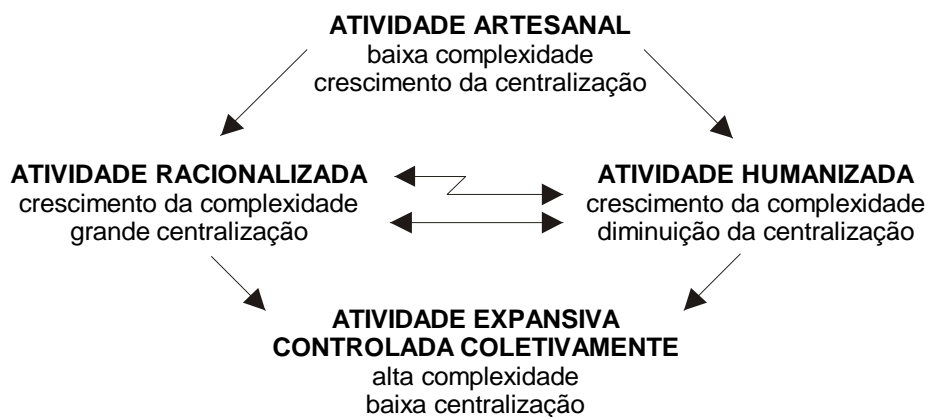 ATIVIDADE ARTESANAL
baixa complexidade
crescimento da centralização
ATIVIDADE RACIONALIZADA
crescimento da complexidade
grande centralização
ATIVIDADE HUMANIZADA
crescimento da complexidade
diminuição da centralização
ATIVIDADE EXPANSIVA
CONTROLADA COLETIVAMENTE
alta complexidade
baixa centralização